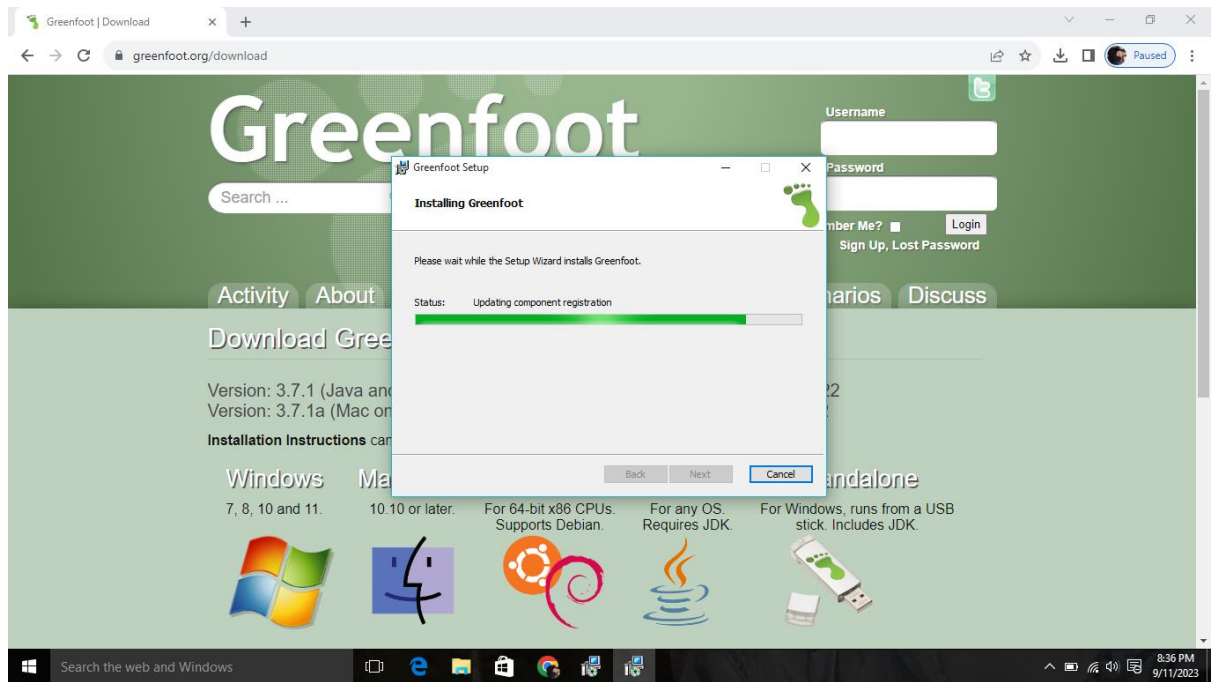 Greenfoot | Download
greenfoot.org/download
Paused
Greenfoot
Username
Password
Search ...
mber Me?
Login
Sign Up, Lost Password
Activity
About
arios
Discuss
Greenfoot Setup
Installing Greenfoot
Please wait while the Setup Wizard installs Greenfoot.
Status: Updating component registration
Back
Next
Cancel
Download Gree
Version: 3.7.1 (Java and
22
Version: 3.7.1a (Mac on
Installation Instructions can
Windows
Ma
ndalone
7, 8, 10 and 11.
10.10 or later.
For 64-bit x86 CPUs.
Supports Debian.
For any OS.
Requires JDK.
For Windows, runs from a USB
stick. Includes JDK.
Search the web and Windows
8:36 PM
9/11/2023